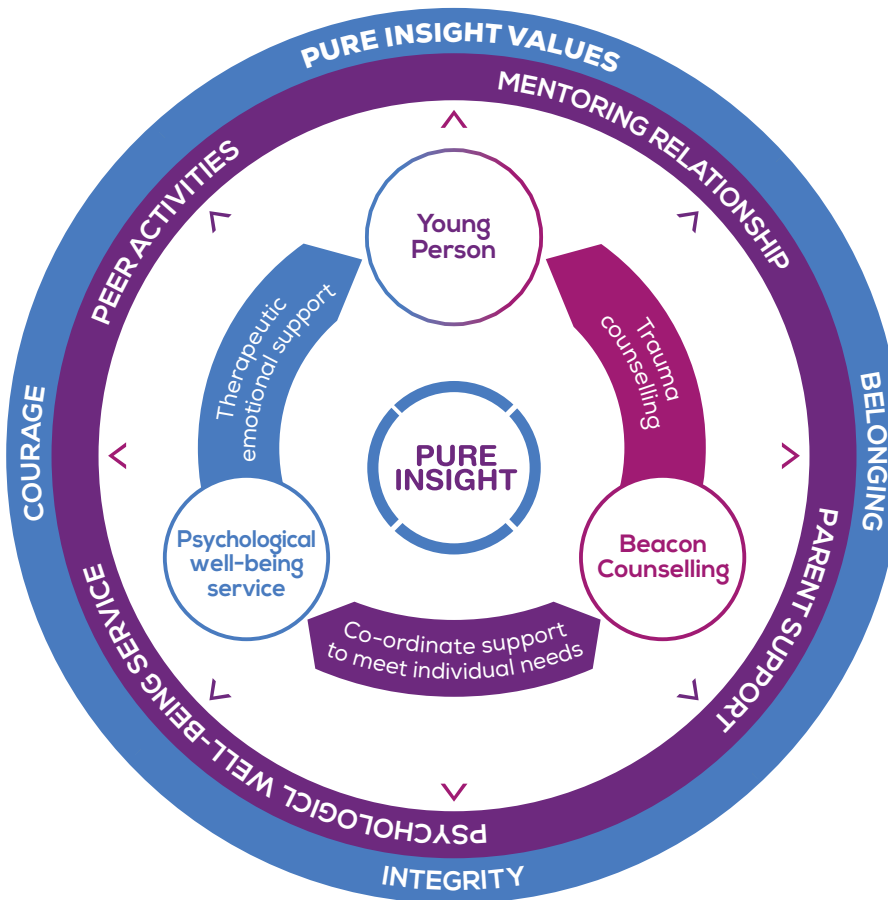 PURE INSIGHT VALUES
MENTORING RELATIONSHIP
PEER ACTIVITIES
Young
Person
Therapeutic
emotional support
Trauma
counselling
COURAGE
BELONGING
PURE
INSIGHT
Psychological
well-being
service
Beacon
Counselling
Co-ordinate support
to meet individual needs
PARENT SUPPORT
PSYCHOLOGICL WELL-BEING SERVICE
INTEGRITY